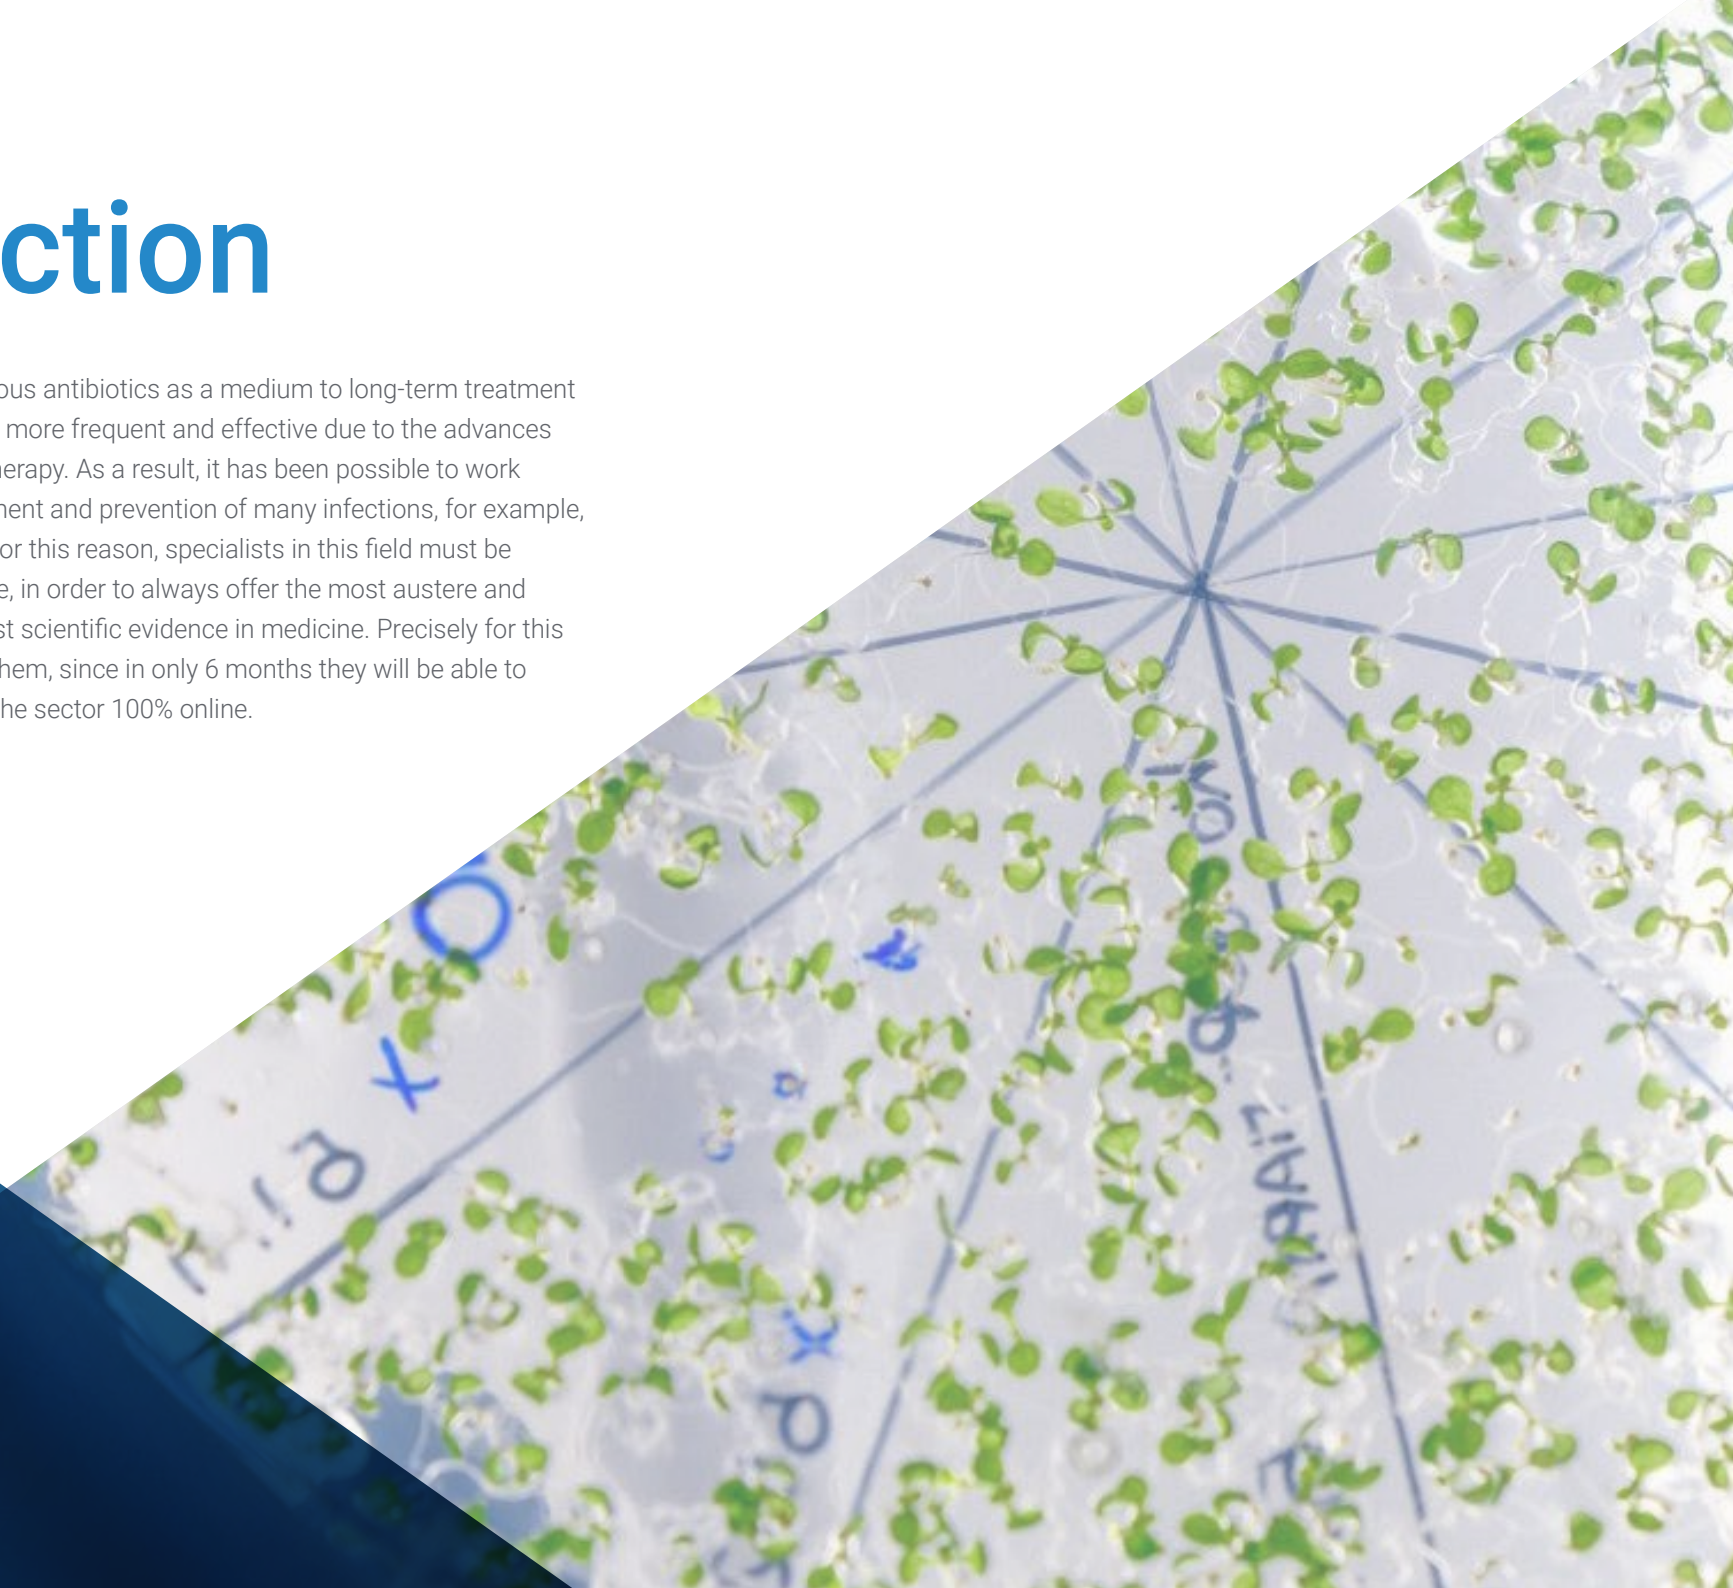 ction
ous antibiotics as a medium to long-term treatment
more frequent and effective due to the advances
herapy. As a result, it has been possible to work
ment and prevention of many infections, for example,
or this reason, specialists in this field must be
e, in order to always offer the most austere and
st scientific evidence in medicine. Precisely for this
hem, since in only 6 months they will be able to
he sector 100% online.